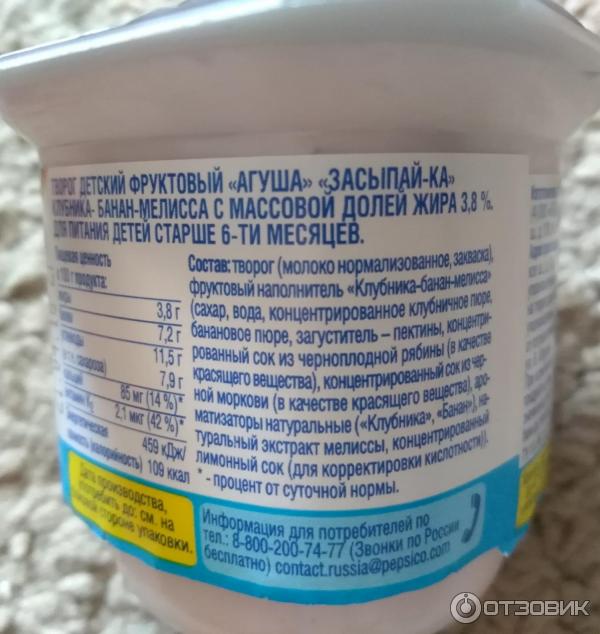 ТВОРОГ ДЕТСКИЙ ФРУКТОВЫЙ «АГУША» «ЗАСЫПАЙ-КА»
КЛУБНИКА- БАНАН-МЕЛИССА С МАССОВОЙ ДОЛЕЙ ЖИРА 3,8 %.
ДЛЯ ПИТАНИЯ ДЕТЕЙ СТАРШЕ 6-ТИ МЕСЯЦЕВ.
Пищевая ценность
в 100 г продукта:
3,8 г
7,2 г
11,5 г
сахароза)
7,9 г
85 мг (14 %)*
2,1 мкг (42 %)*
459 кДж/
(калорийность) 109 ккал
Состав: творог (молоко нормализованное, закваска),
фруктовый наполнитель «Клубника-банан-мелисса»
(сахар, вода, концентрированное клубничное пюре,
банановое пюре, загуститель – пектины, концентри-
рованный сок из черноплодной рябины (в качестве
красящего вещества), концентрированный сок из чер-
ной моркови (в качестве красящего вещества), аро-
матизаторы натуральные («Клубника», «Банан»), на-
туральный экстракт мелиссы, концентрированный
лимонный сок (для корректировки кислотности)).
* - процент от суточной нормы.
Дата производства,
употребить до: см. на
стороне упаковки.
Информация для потребителей по
тел.: 8-800-200-74-77 (Звонки по России
бесплатно) contact.russia@pepsico.com
ОТЗОВИК